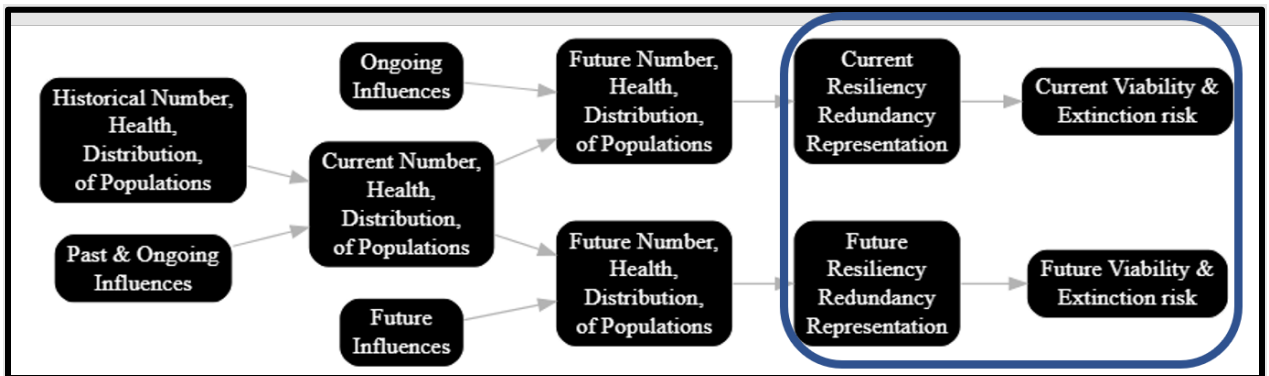 Historical Number,
Health,
Distribution,
of Populations
Past & Ongoing
Influences
Current Number,
Health,
Distribution,
of Populations
Ongoing
Influences
Future Number,
Health,
Distribution,
of Populations
Current
Resiliency
Redundancy
Representation
Current Viability &
Extinction risk
Future
Influences
Future Number,
Health,
Distribution,
of Populations
Future
Resiliency
Redundancy
Representation
Future Viability &
Extinction risk